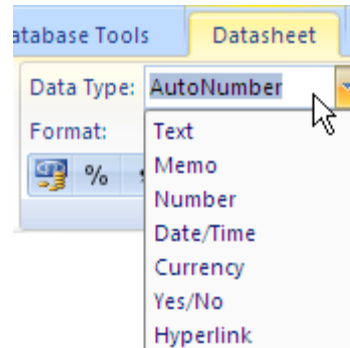 atabase Tools Datasheet
Data Type: AutoNumber
Format: Text
Memo
%
Number
Date/Time
Currency
Yes/No
Hyperlink